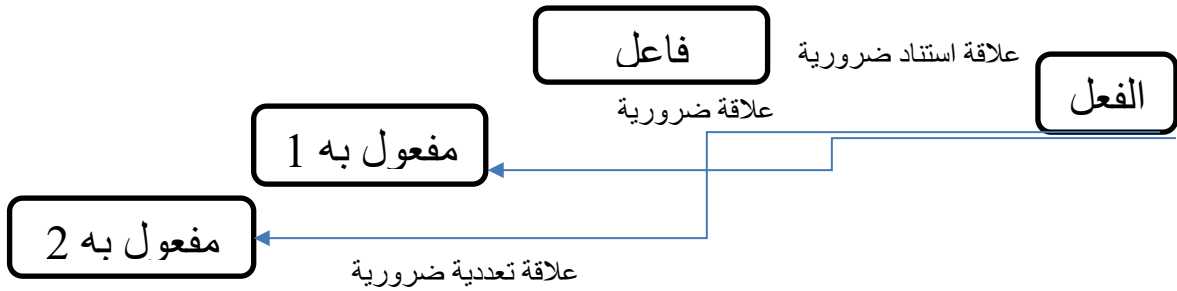 فاعل
علاقة استناد ضرورية
الفعل
علاقة ضرورية
مفعول به 1
مفعول به 2
علاقة تعددية ضرورية